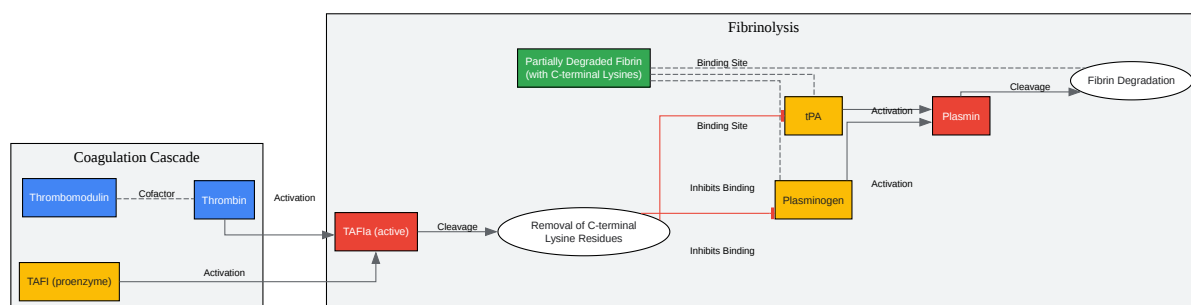 Fibrinolysis
Partially Degraded Fibrin
(with C-terminal Lysines)
Binding Site
Fibrin Degradation
Cleavage
tPA
Activation
Plasmin
Binding Site
Coagulation Cascade
Thrombomodulin
Cofactor
Thrombin
Activation
Inhibits Binding
Plasminogen
Activation
TAFIa (active)
Cleavage
Removal of C-terminal
Lysine Residues
Inhibits Binding
TAFI (proenzyme)
Activation